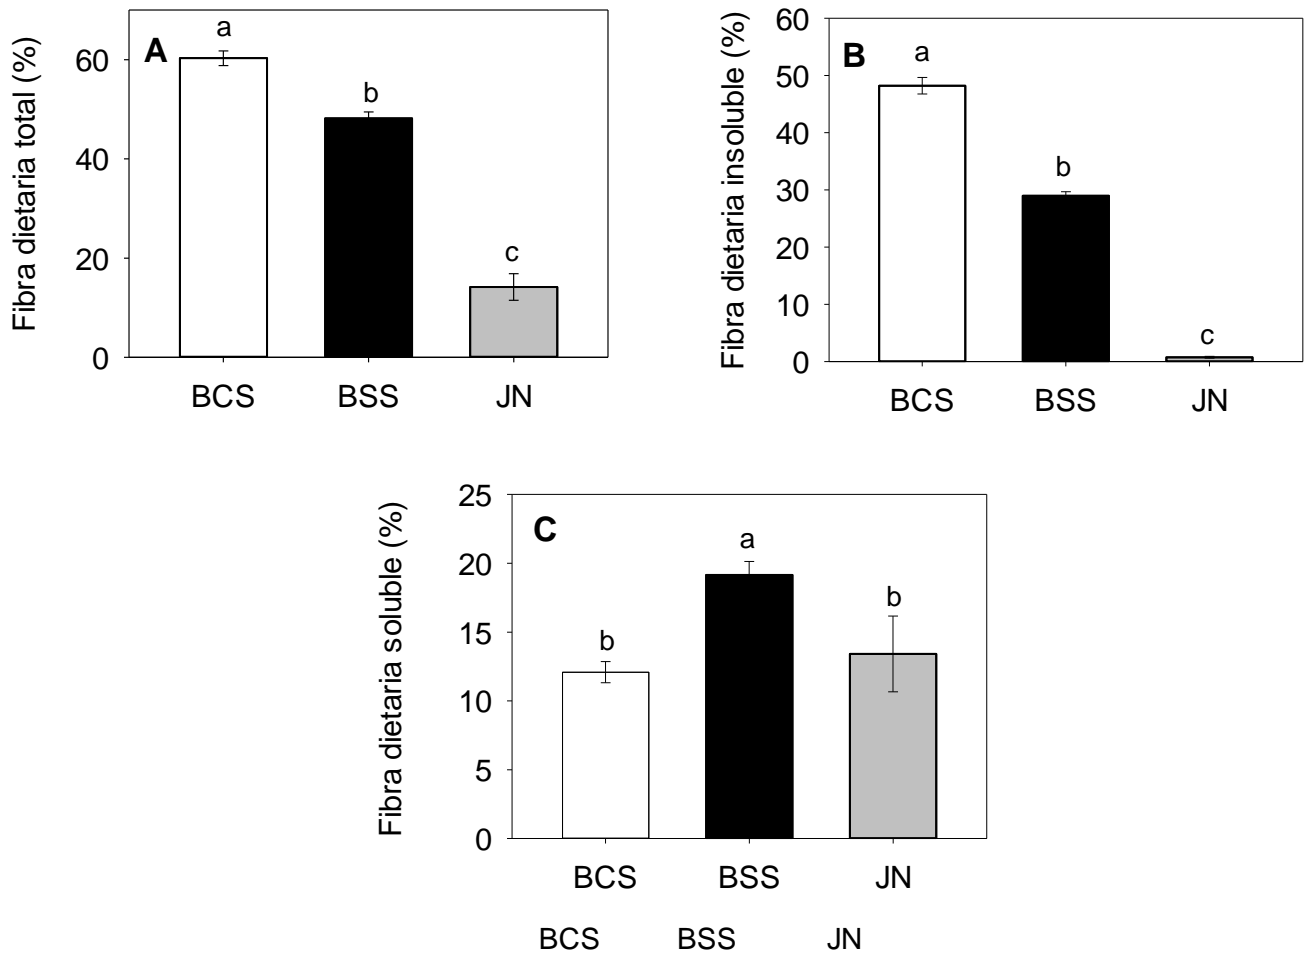 Fibra dietaria total (%)
A
60
40
20
0
a
b
c
BCS BSS JN
Fibra dietaria insoluble (%)
B
60
50
40
30
20
10
0
a
b
c
BCS BSS JN
Fibra dietaria soluble (%)
C
25
20
15
10
5
0
b
a
b
BCS BSS JN
BCS BSS JN